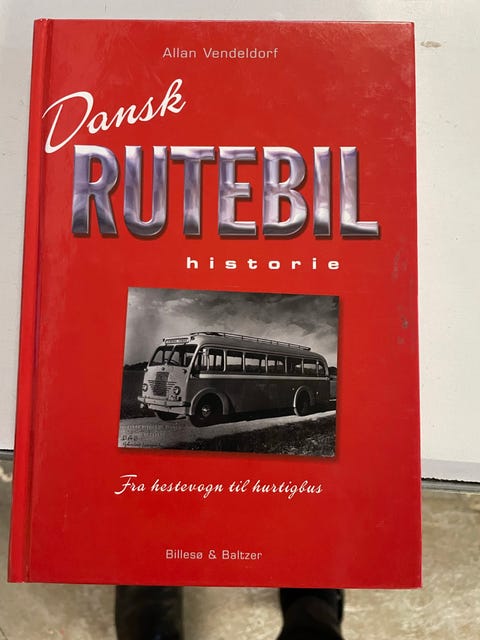 Allan Vendeldorf
Dansk
RUTEBIL
historie
Fra hestevogn til hurtigbus
Billesø & Baltzer